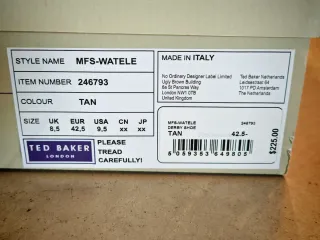 STYLE NAME MFS-WATELE
ITEM NUMBER 246793
COLOUR TAN
SIZE UK EUR US CN JP
8,5 42,5 9,5 xx xx
TED BAKER
LONDON
PLEASE
TREAD
CAREFULLY!
MADE IN ITALY
No Ordinary Designer Label Limited
Ugly Brown Building
6a St Pancras Way
London NW1 0TB
United Kingdom
Ted Baker Netherlands
Leidsestraat 64
1017 PD Amsterdam
The Netherlands
MFS-WATELE 246793
DERBY SHOE
TAN 42.5-
5059353649805
$225.00